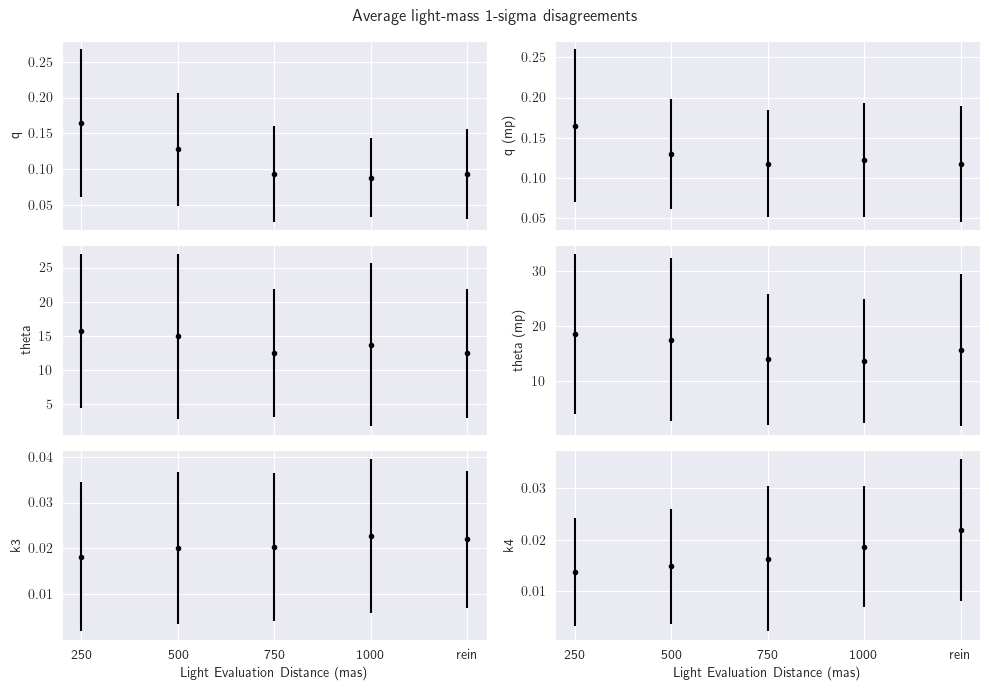 Average light-mass 1-sigma disagreements
q
0.25
0.20
0.15
0.10
0.05
q (mp)
0.25
0.20
0.15
0.10
0.05
theta
25
20
15
10
5
theta (mp)
30
20
10
k3
0.04
0.03
0.02
0.01
k4
0.03
0.02
0.01
250 500 750 1000 rein
Light Evaluation Distance (mas)
250 500 750 1000 rein
Light Evaluation Distance (mas)